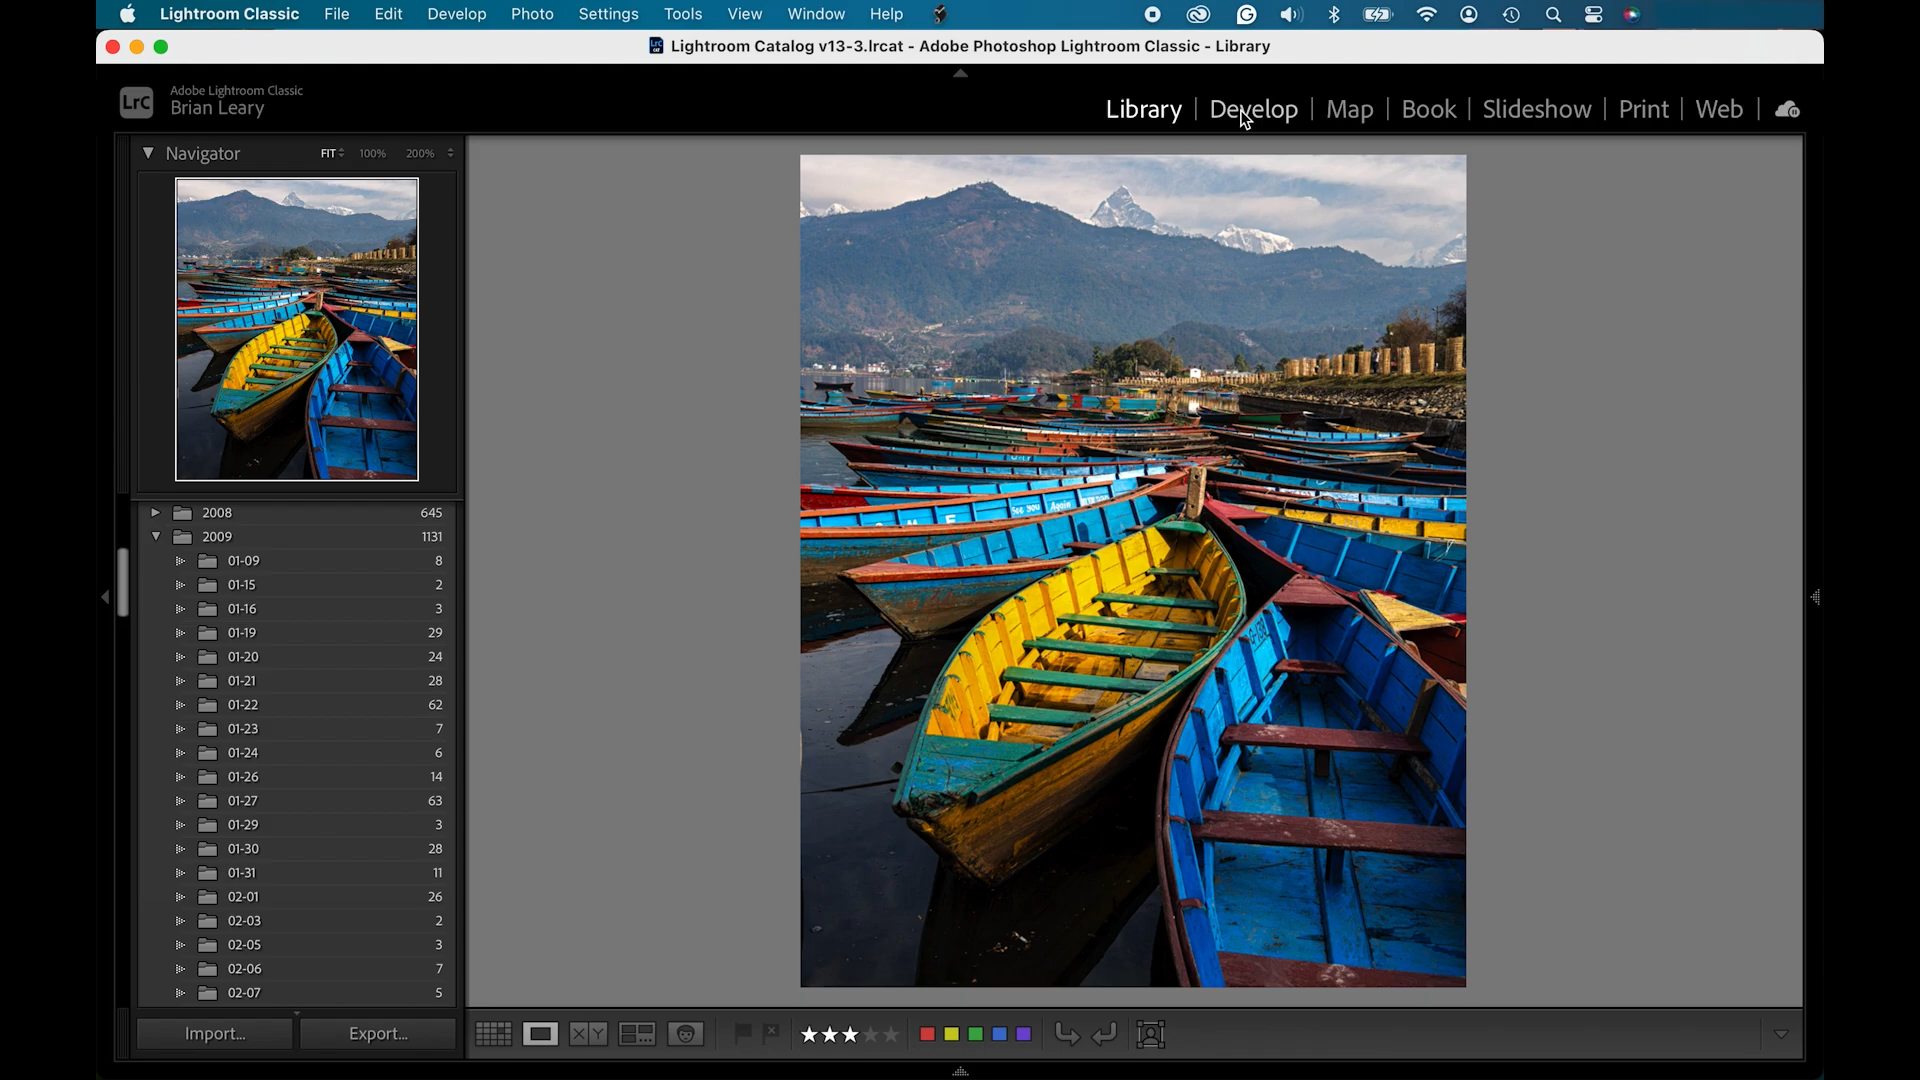 Lightroom Classic File Edit Develop Photo Settings Tools View Window Help
Lightroom Catalog v13-3.lrcat - Adobe Photoshop Lightroom Classic - Library
LrC
Adobe Lightroom Classic
Brian Leary
Library | Develop | Map | Book | Slideshow | Print | Web
Navigator FIT 100% 200%
2008 645
2009 1131
01-09 8
01-15 2
01-16 3
01-19 29
01-20 24
01-21 28
01-22 62
01-23 7
01-24 6
01-26 14
01-27 63
01-29 3
01-30 28
01-31 11
02-01 26
02-03 2
02-05 3
02-06 7
02-07 5
See you Again
M E
Import... Export...
X Y